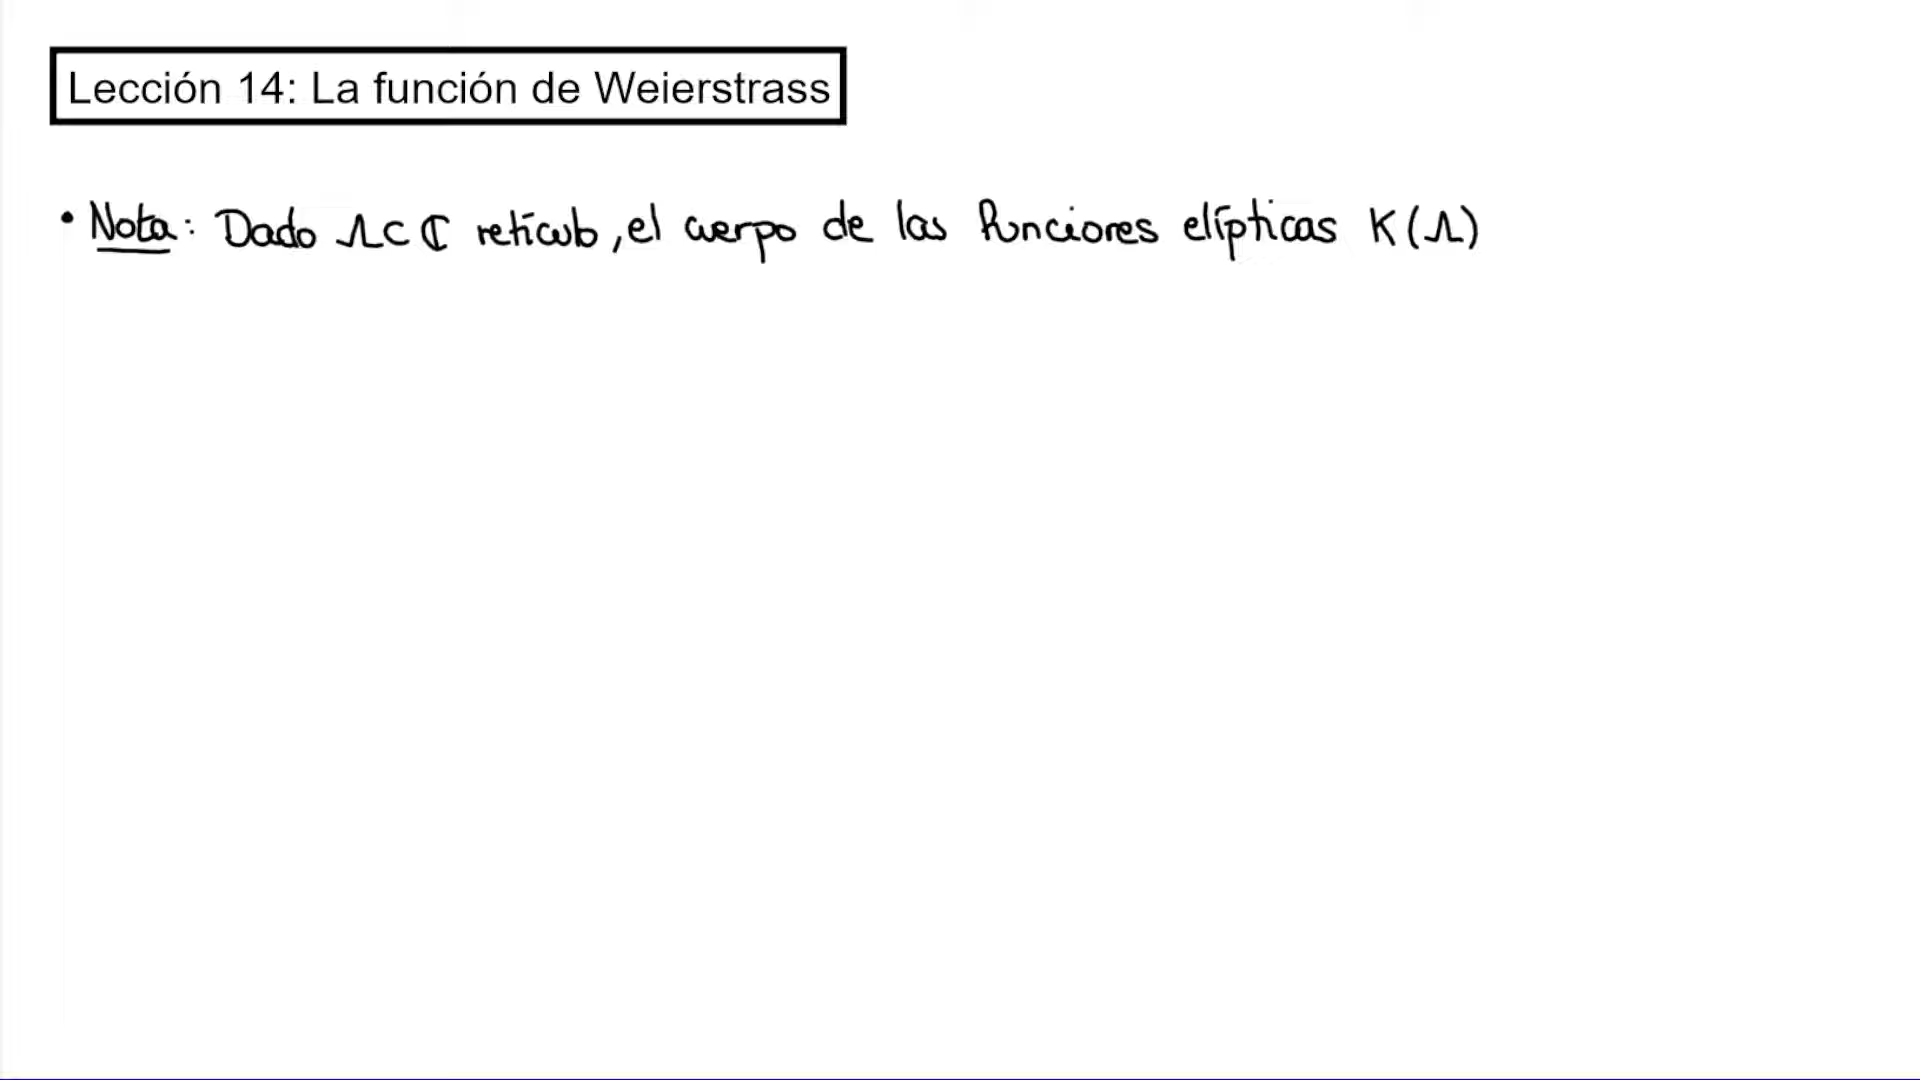 Lección 14: La función de Weierstrass
• Nota: Dado Λ ⊂ ℂ retículo, el cuerpo de las funciones elípticas K(Λ)